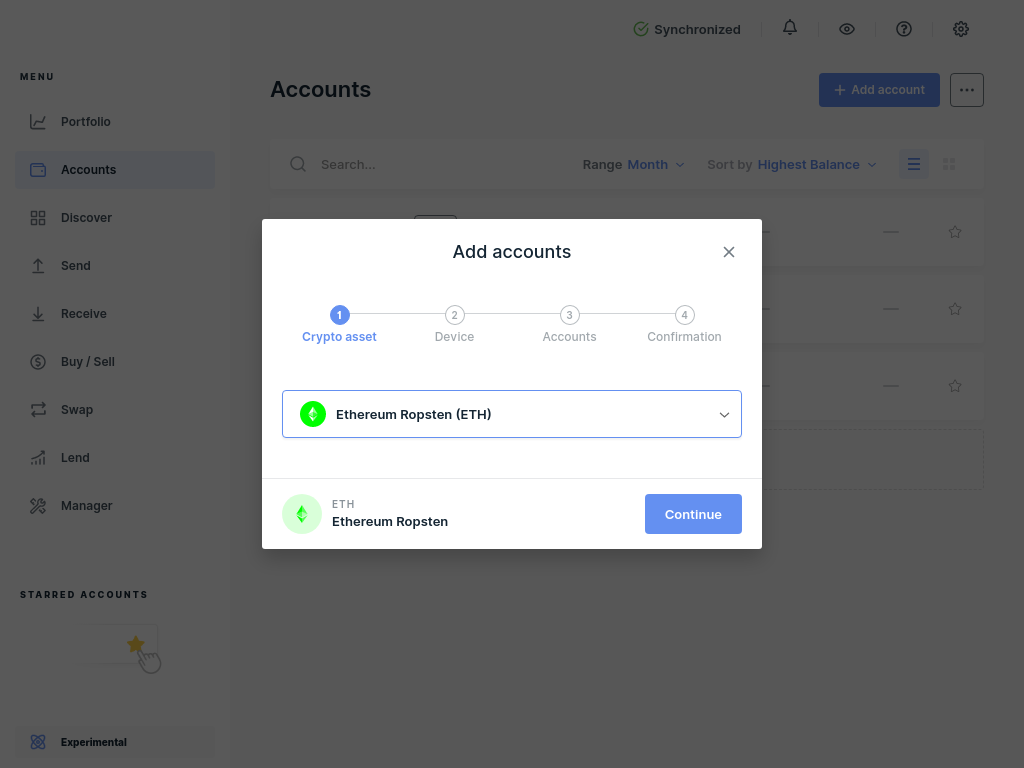 Synchronized
MENU
Accounts
Add account
Portfolio
Accounts
Search...
Range Month
Sort by Highest Balance
Discover
Send
Receive
Buy / Sell
Swap
Lend
Manager
Add accounts
1
2
3
4
Crypto asset
Device
Accounts
Confirmation
Ethereum Ropsten (ETH)
ETH
Ethereum Ropsten
Continue
STARRED ACCOUNTS
Experimental